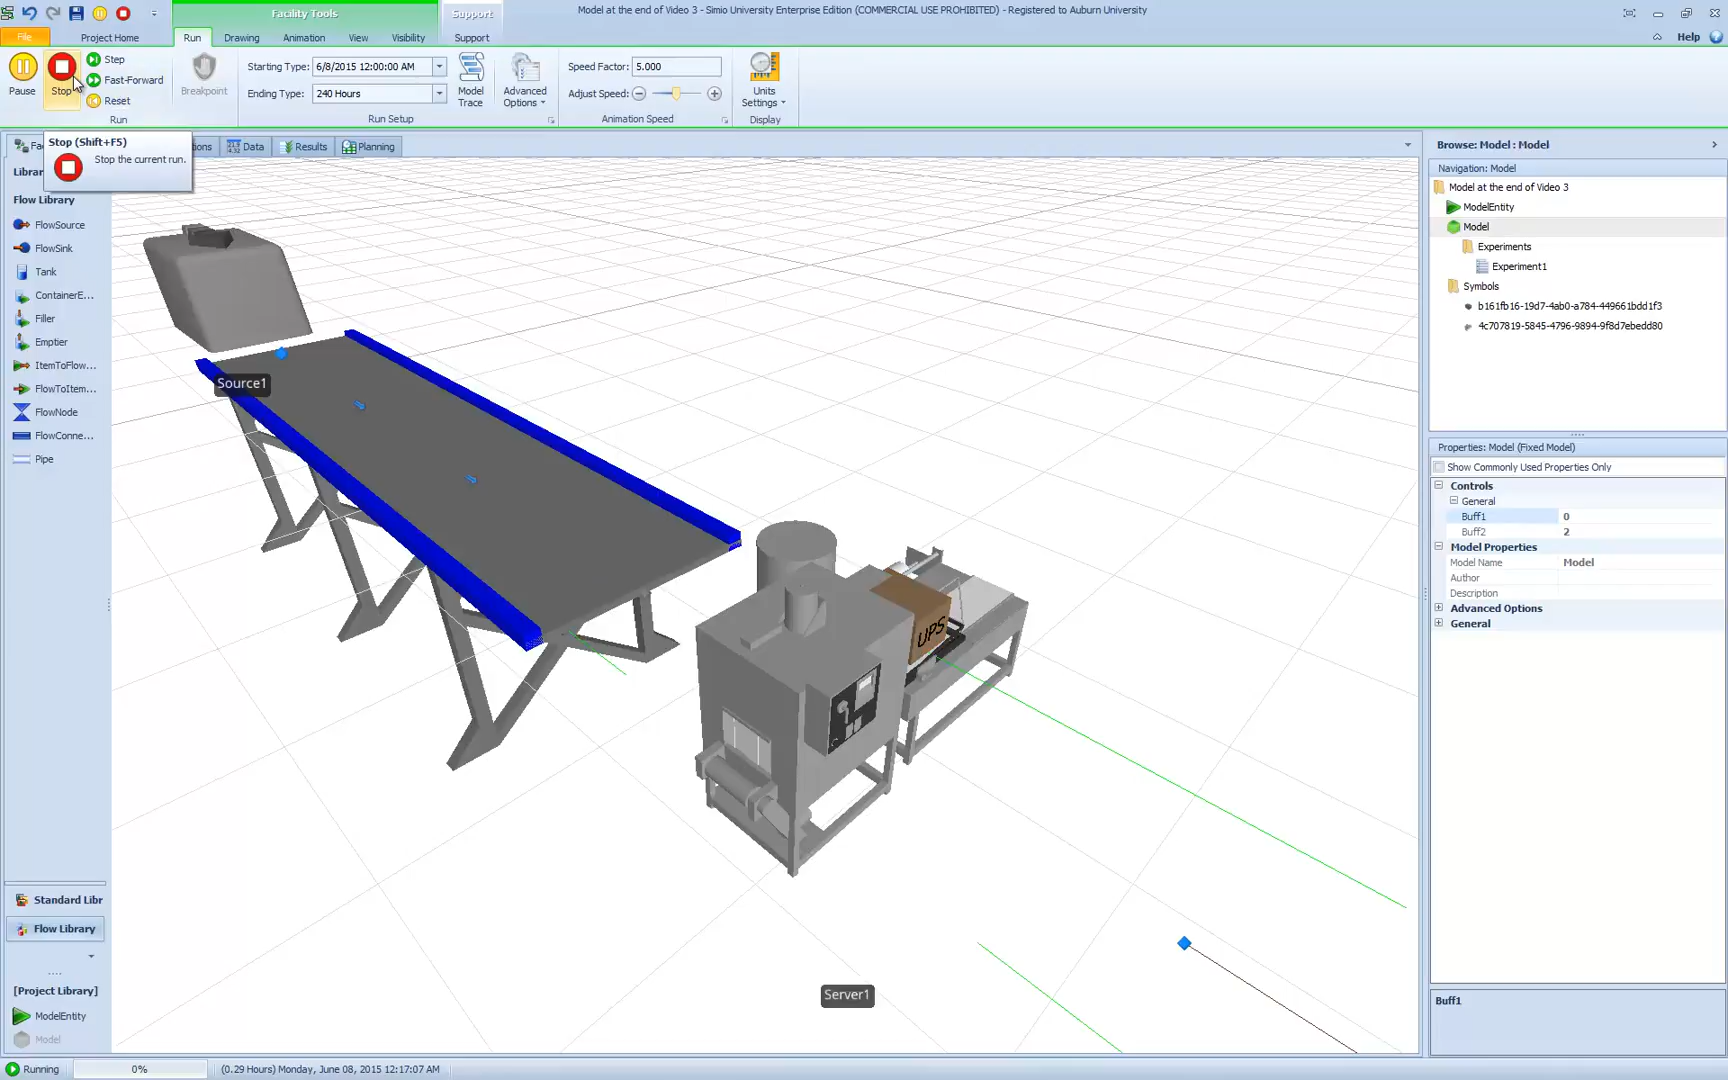 Facility Tools
Support
Model at the end of Video 3 - Simio University Enterprise Edition (COMMERCIAL USE PROHIBITED) - Registered to Auburn University
File
Project Home
Run
Drawing
Animation
View
Visibility
Support
Help
Pause
Stop
Step
Fast-Forward
Reset
Run
Breakpoint
Starting Type: 6/8/2015 12:00:00 AM
Ending Type: 240 Hours
Run Setup
Model Trace
Advanced Options
Speed Factor: 5.000
Adjust Speed:
Animation Speed
Units Settings
Display
Stop (Shift+F5)
Stop the current run.
Data
Results
Planning
Flow Library
FlowSource
FlowSink
Tank
ContainerE...
Filler
Emptier
ItemToFlow...
FlowToItem...
FlowNode
FlowConne...
Pipe
Standard Libr
Flow Library
[Project Library]
ModelEntity
Model
Source1
UPS
Server1
Browse: Model : Model
Navigation: Model
Model at the end of Video 3
ModelEntity
Model
Experiments
Experiment1
Symbols
b161fb16-19d7-4ab0-a784-449661bdd1f3
4c707819-5845-4796-9894-9f8d7ebedd80
Properties: Model (Fixed Model)
Show Commonly Used Properties Only
Controls
General
Buff1 0
Buff2 2
Model Properties
Model Name Model
Author
Description
Advanced Options
General
Buff1
Running
0%
(0.29 Hours) Monday, June 08, 2015 12:17:07 AM